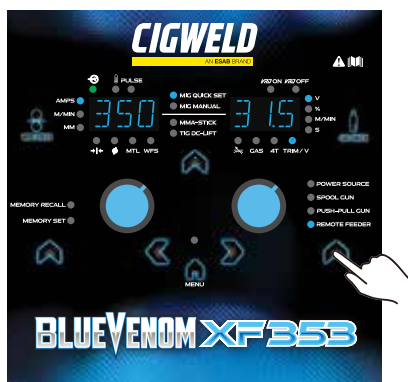 CIGWELD
AN ESAB BRAND
PULSE
ON
OFF
AMPS
M/MIN
MM
350
MIG QUICK SET
MIG MANUAL
MMA-STICK
TIG DC-LIFT
31.5
V
%
M/MIN
S
MTL WFS
GAS 4T TRIM/V
MEMORY RECALL
MEMORY SET
POWER SOURCE
SPOOL GUN
PUSH-PULL GUN
REMOTE FEEDER
MENU
BLUEVENOM XF353